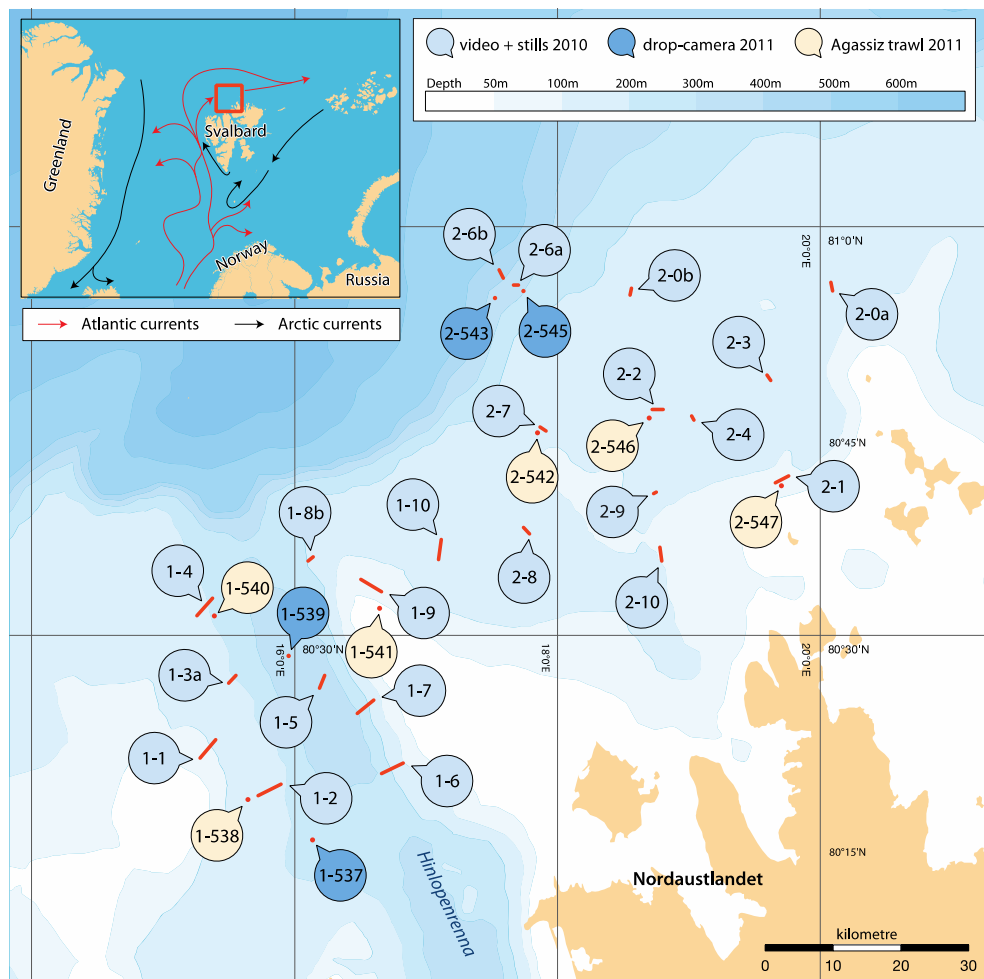 video + stills 2010
drop-camera 2011
Agassiz trawl 2011
Depth 50m 100m 200m 300m 400m 500m 600m
Greenland
Svalbard
Norway
Russia
Atlantic currents
Arctic currents
2-6b
2-6a
2-0b
20°0'E
81°0'N
2-0a
2-543
2-545
2-3
2-2
2-7
2-4
2-546
80°45'N
2-542
2-1
1-10
2-9
1-8b
2-547
1-4
1-540
2-8
2-10
1-539
1-9
16°0'E
80°30'N
1-541
18°0'E
20°0'E
80°30'N
1-3a
1-7
1-5
1-1
1-6
1-2
1-538
1-537
80°15'N
Hinlopenrenna
Nordaustlandet
kilometre
0 10 20 30